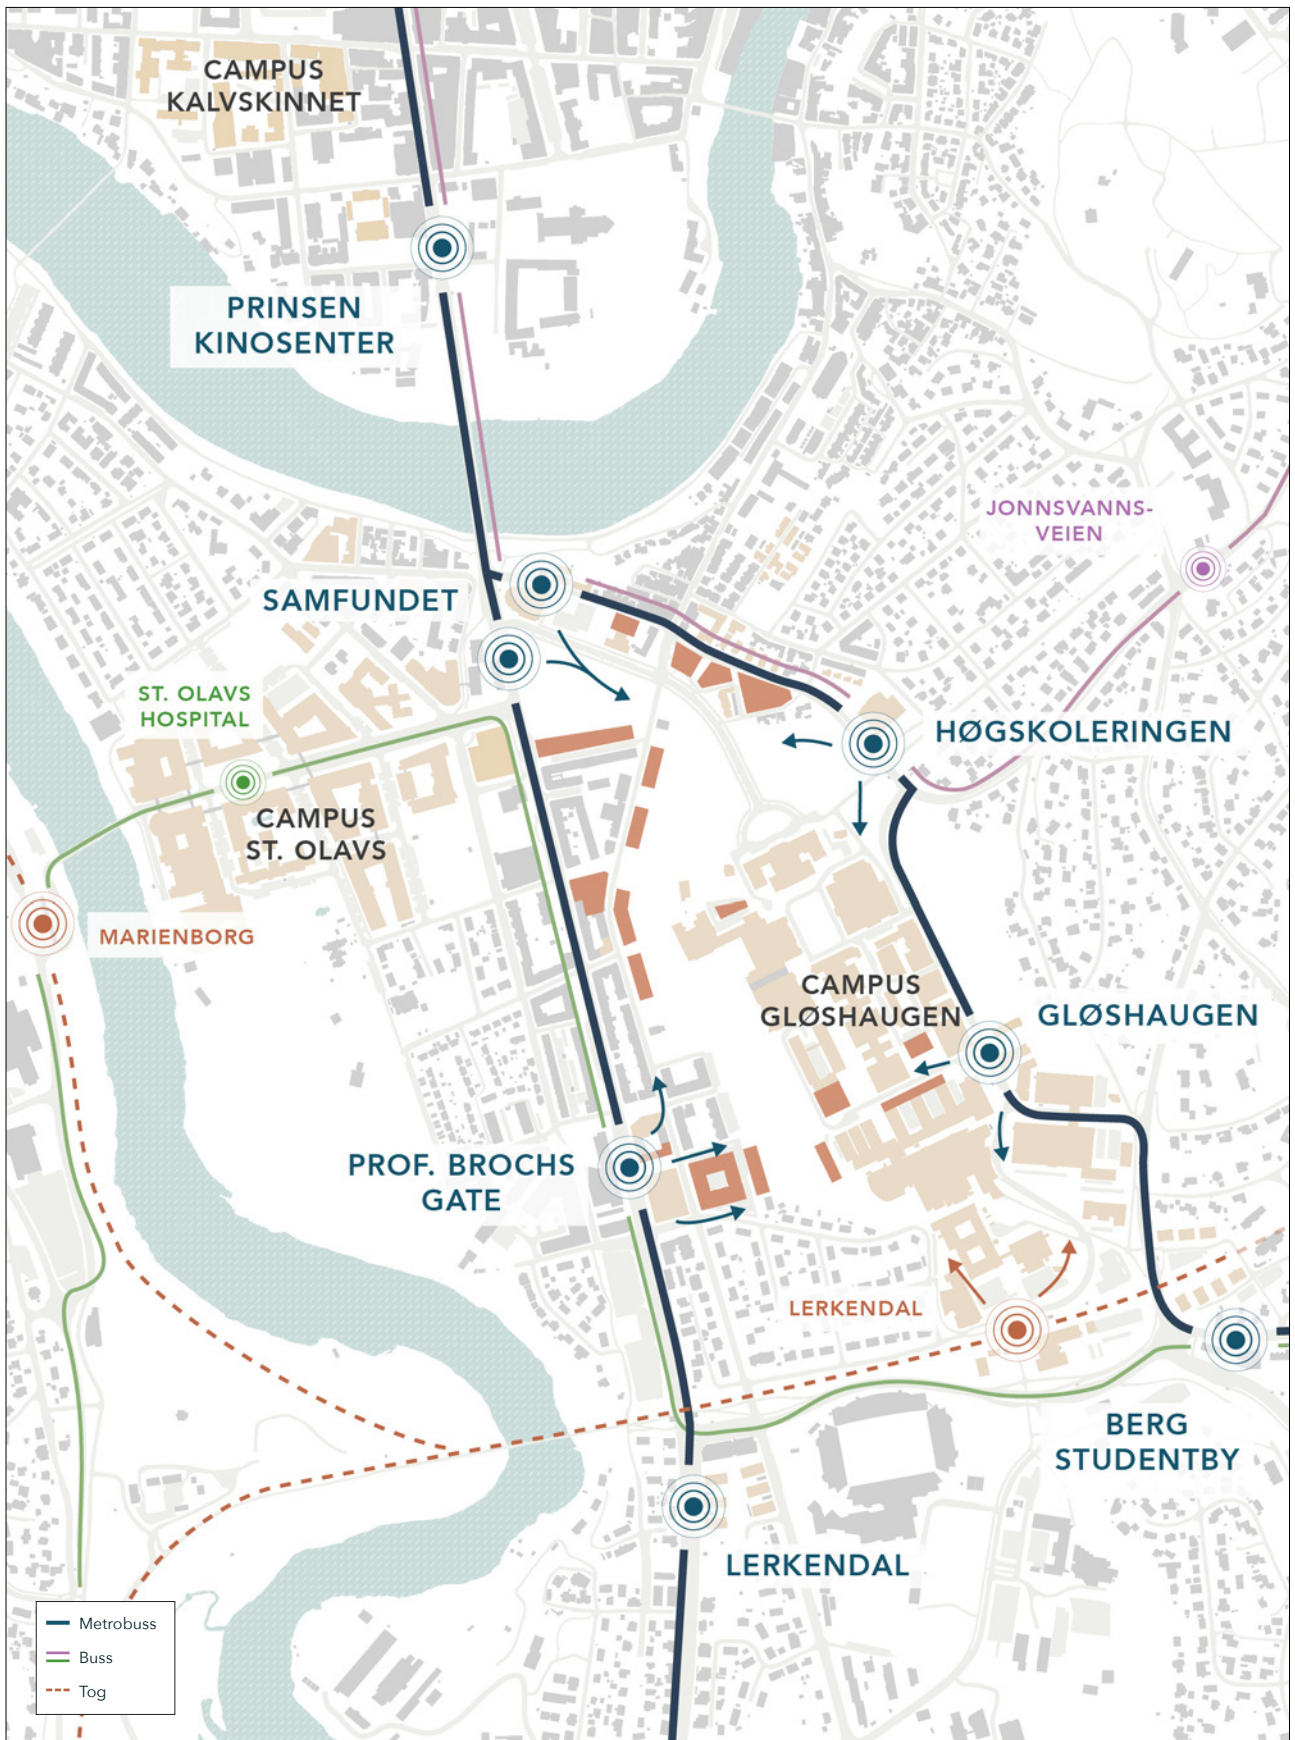 CAMPUS
KALVSKINNET
PRINSEN
KINOSENTER
JONNSVANNS-
VEIEN
SAMFUNDET
ST. OLAVS
HOSPITAL
HØGSKOLERINGEN
CAMPUS
ST. OLAVS
MARIENBORG
CAMPUS
GLØSHAUGEN
GLØSHAUGEN
PROF. BROCHS
GATE
LERKENDAL
BERG
STUDENTBY
LERKENDAL
Metrobuss
Buss
Tog